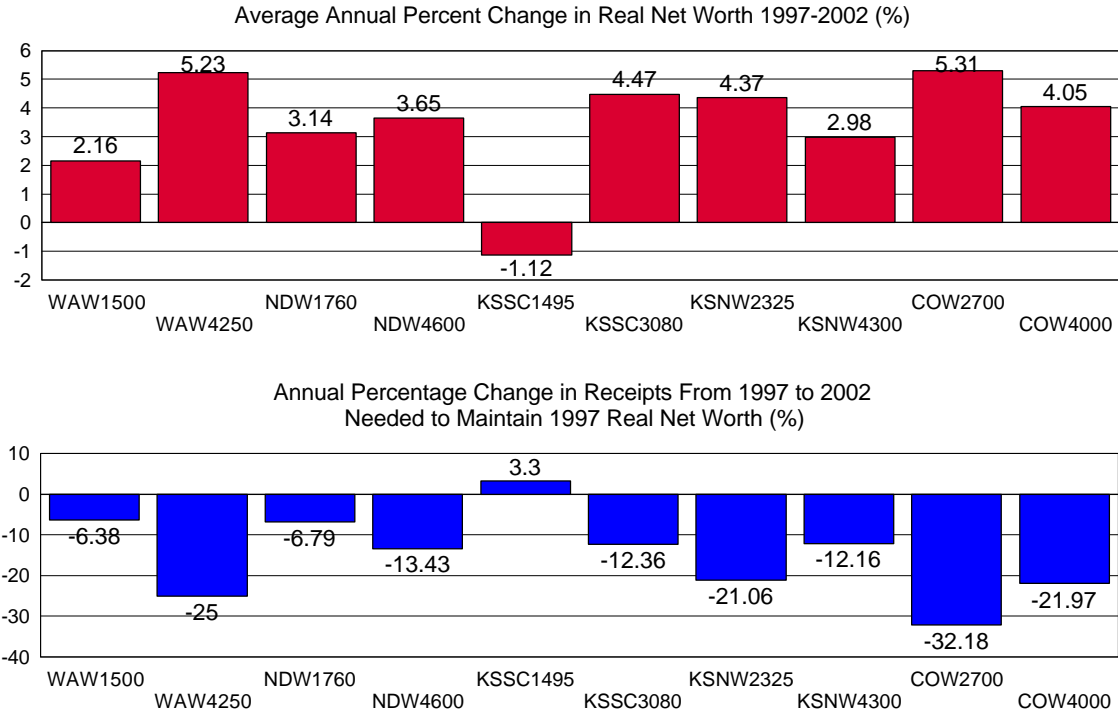 Average Annual Percent Change in Real Net Worth 1997-2002 (%)
6
5
4
3
2
1
0
-1
-2
2.16
5.23
3.14
3.65
-1.12
4.47
4.37
2.98
5.31
4.05
WAW1500
WAW4250
NDW1760
NDW4600
KSSC1495
KSSC3080
KSNW2325
KSNW4300
COW2700
COW4000
Annual Percentage Change in Receipts From 1997 to 2002
Needed to Maintain 1997 Real Net Worth (%)
10
0
-10
-20
-30
-40
-6.38
-25
-6.79
-13.43
3.3
-12.36
-21.06
-12.16
-32.18
-21.97
WAW1500
WAW4250
NDW1760
NDW4600
KSSC1495
KSSC3080
KSNW2325
KSNW4300
COW2700
COW4000